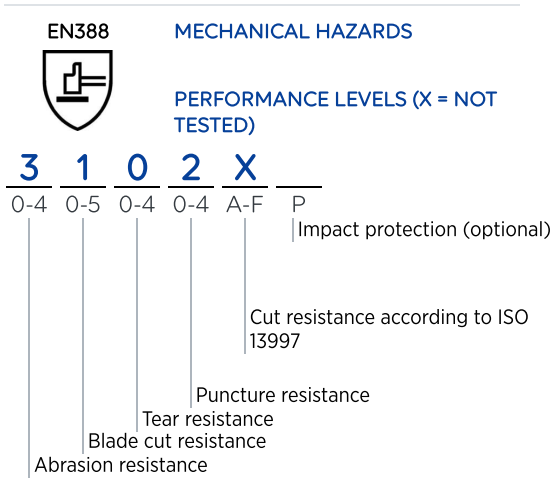 EN388
MECHANICAL HAZARDS
PERFORMANCE LEVELS (X = NOT
TESTED)
3 1 0 2 X
0-4 0-5 0-4 0-4 A-F P
Impact protection (optional)
Cut resistance according to ISO
13997
Puncture resistance
Tear resistance
Blade cut resistance
Abrasion resistance